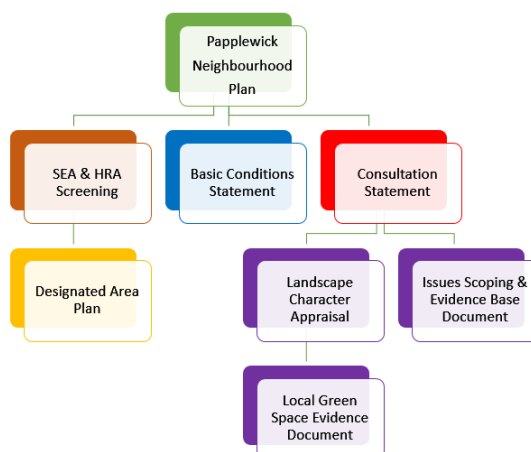 Papplewick
Neighbourhood
Plan
SEA & HRA
Screening
Basic Conditions
Statement
Consultation
Statement
Designated Area
Plan
Landscape
Character
Appraisal
Issues Scoping &
Evidence Base
Document
Local Green
Space Evidence
Document